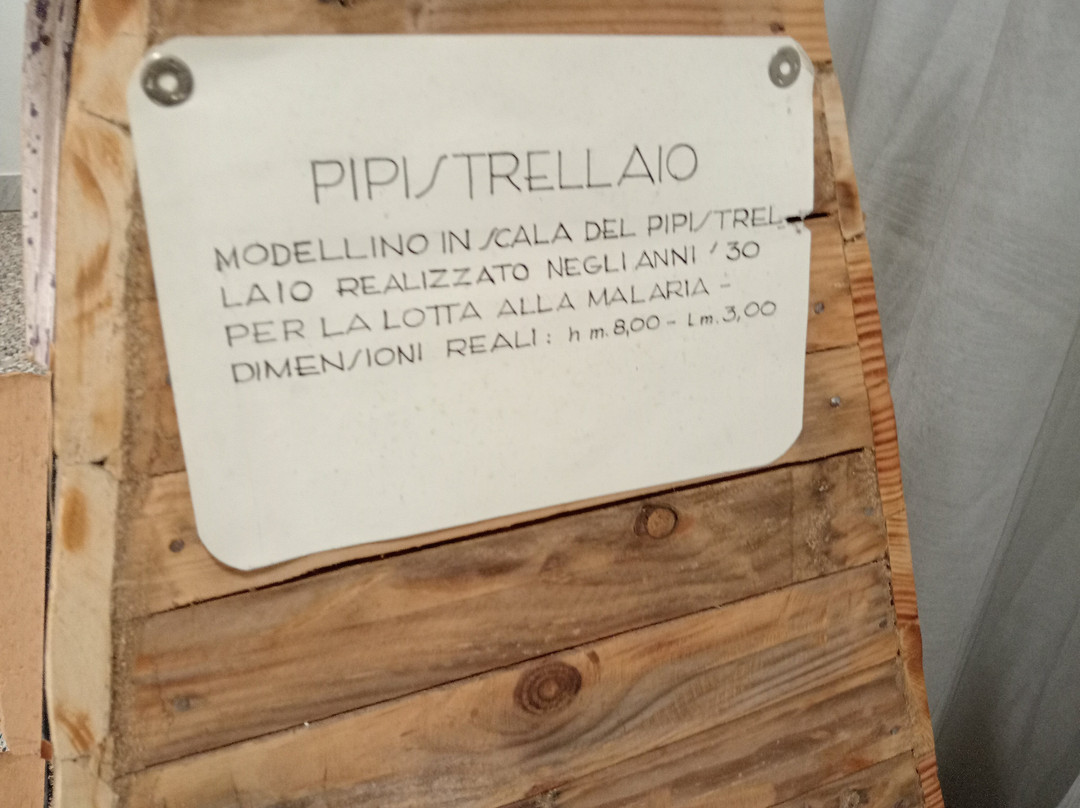 PIPISTRELLAIO
MODELLINO IN SCALA DEL PIPISTREL-
LAIO REALIZZATO NEGLI ANNI '30
PER LA LOTTA ALLA MALARIA -
DIMENSIONI REALI: h m. 8,00 - l m. 3,00